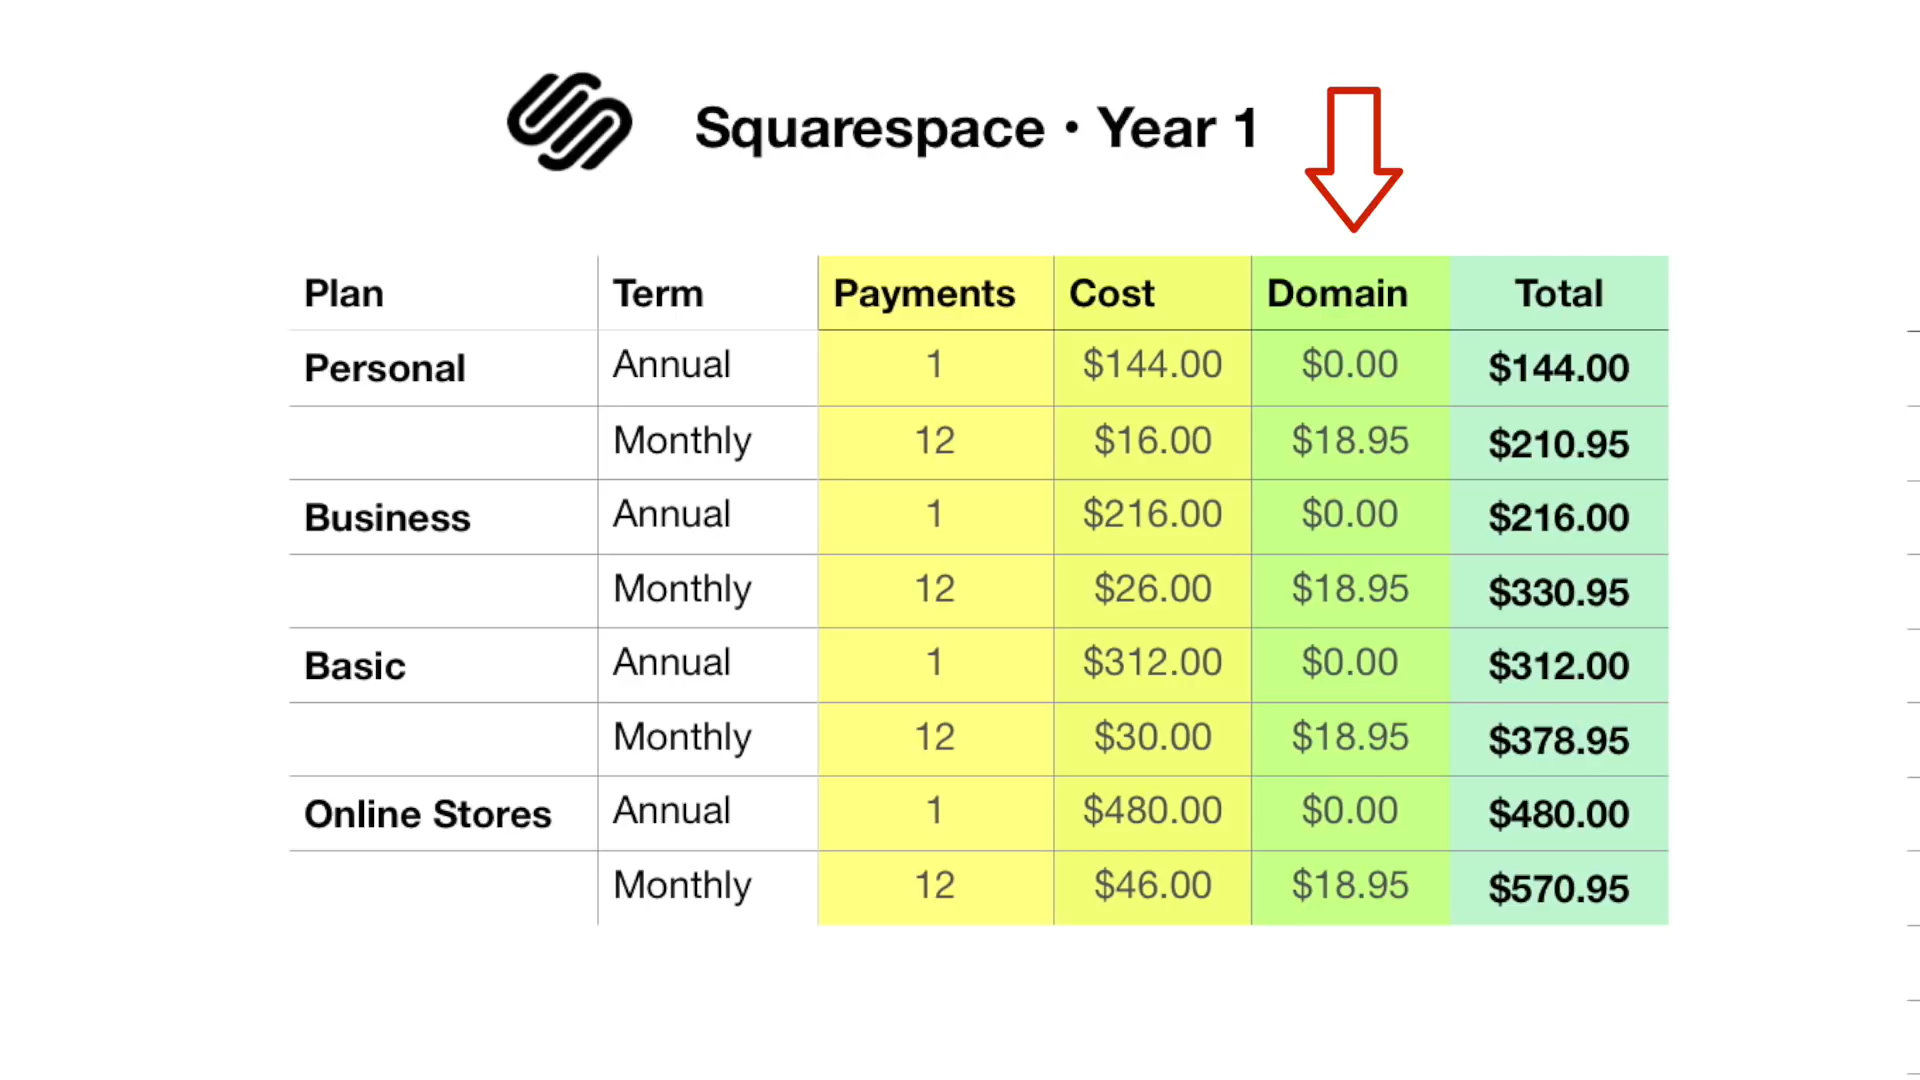 Squarespace • Year 1
Plan Term Payments Cost Domain Total
Personal Annual 1 $144.00 $0.00 $144.00
Monthly 12 $16.00 $18.95 $210.95
Business Annual 1 $216.00 $0.00 $216.00
Monthly 12 $26.00 $18.95 $330.95
Basic Annual 1 $312.00 $0.00 $312.00
Monthly 12 $30.00 $18.95 $378.95
Online Stores Annual 1 $480.00 $0.00 $480.00
Monthly 12 $46.00 $18.95 $570.95